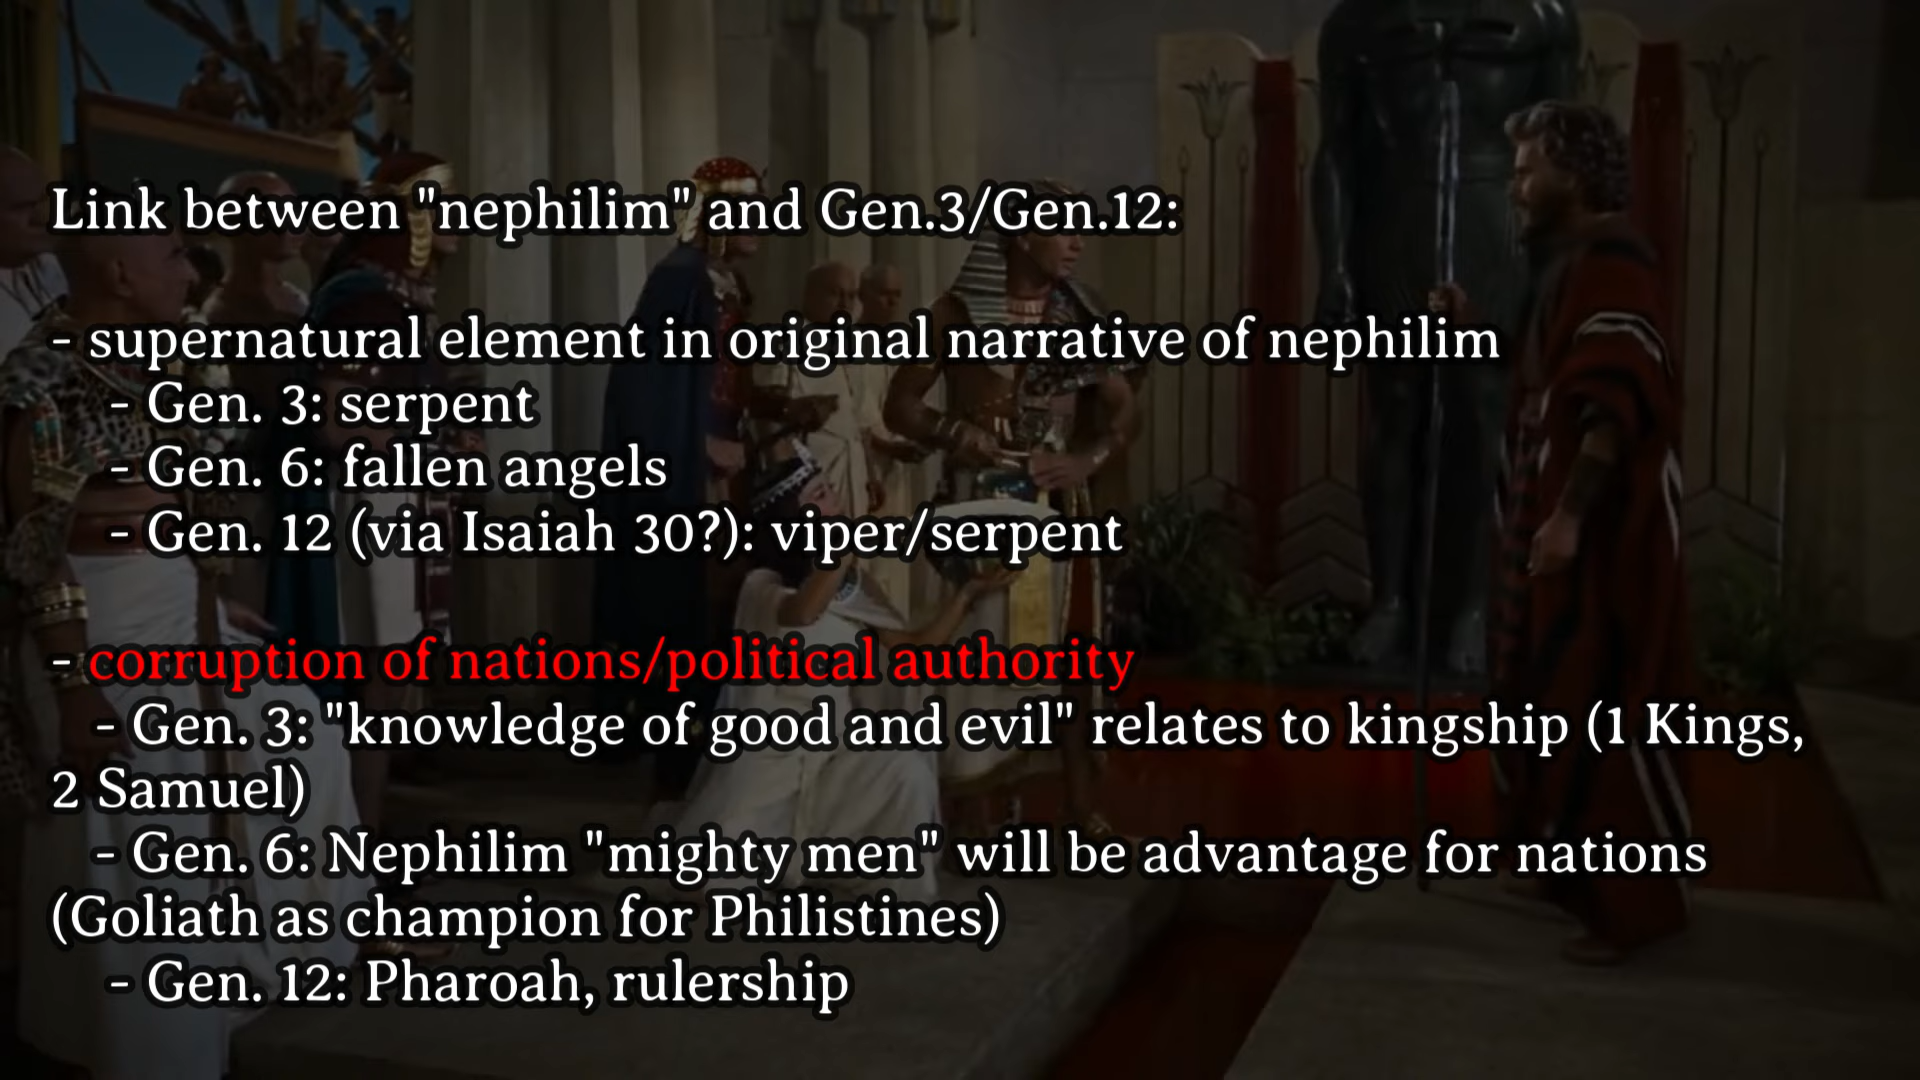 Link between "nephilim" and Gen.3/Gen.12:
- supernatural element in original narrative of nephilim
- Gen. 3: serpent
- Gen. 6: fallen angels
- Gen. 12 (via Isaiah 30?): viper/serpent
- corruption of nations/political authority
- Gen. 3: "knowledge of good and evil" relates to kingship (1 Kings,
2 Samuel)
- Gen. 6: Nephilim "mighty men" will be advantage for nations
(Goliath as champion for Philistines)
- Gen. 12: Pharoah, rulership